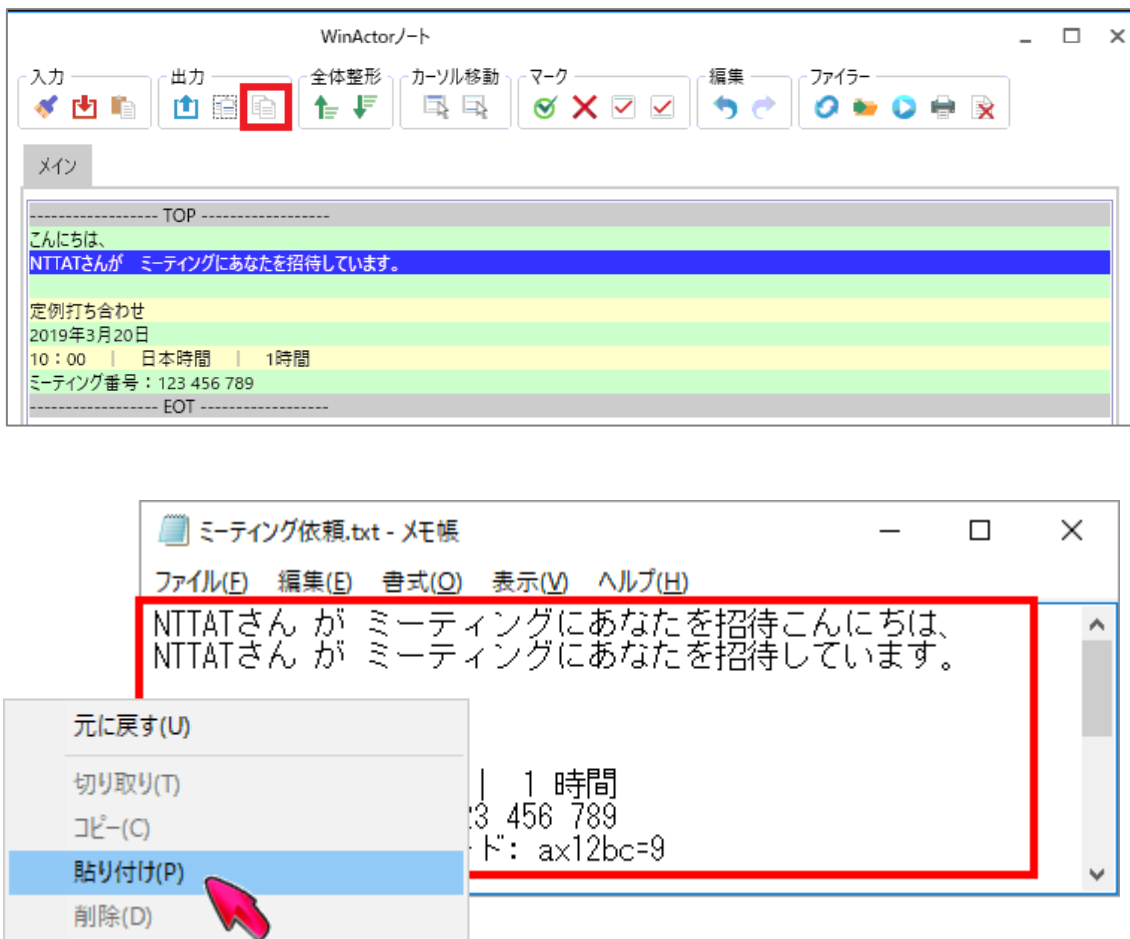 WinActorノート
入力 出力 全体整形 カーソル移動 マーク 編集 ファイラー
メイン
------------------ TOP ------------------
こんにちは、
NTTATさんが　ミーティングにあなたを招待しています。
定例打ち合わせ
2019年3月20日
10：00　|　日本時間　|　1時間
ミーティング番号：123 456 789
------------------ EOT ------------------
ミーティング依頼.txt - メモ帳
ファイル(F) 編集(E) 書式(O) 表示(V) ヘルプ(H)
NTTATさん が ミーティングにあなたを招待こんにちは、
NTTATさん が ミーティングにあなたを招待しています。
元に戻す(U)
切り取り(T)
| 1 時間
コピー(C)
3 456 789
ド: ax12bc=9
貼り付け(P)
削除(D)